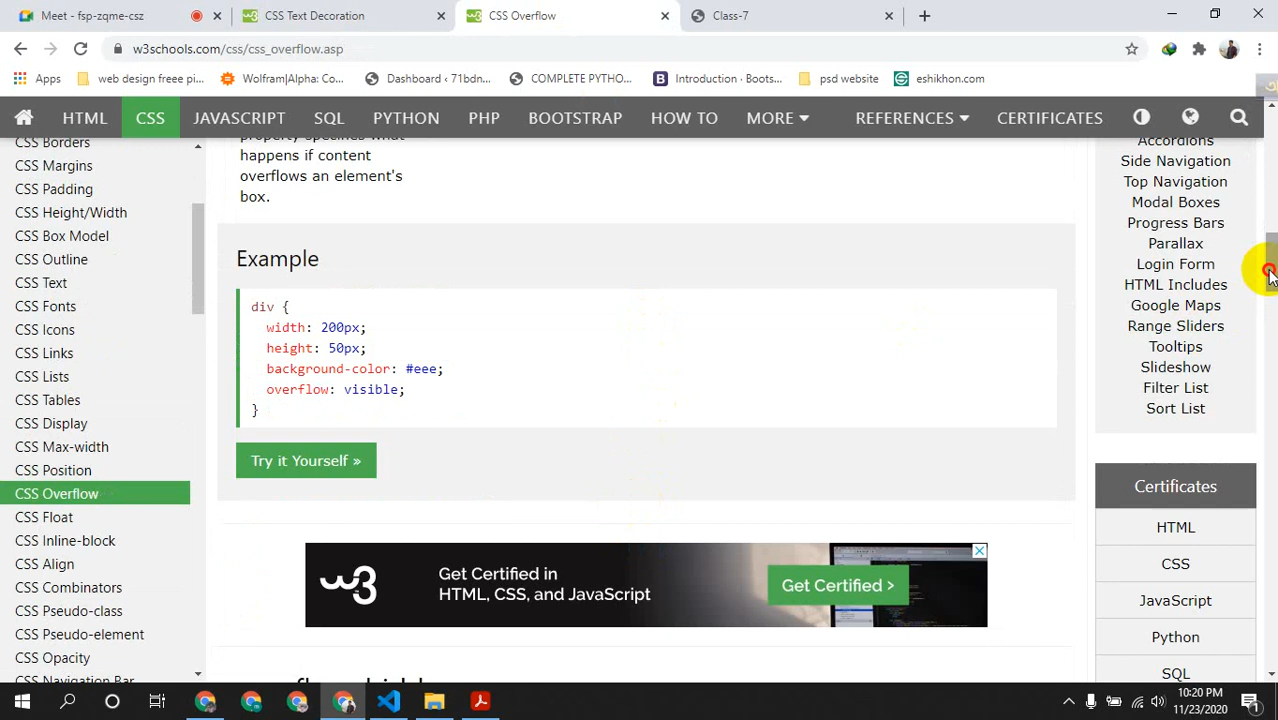 Meet - fsp-zqme-csz
CSS Text Decoration
CSS Overflow
Class-7
w3schools.com/css/css_overflow.asp
Apps
web design freee pi...
Wolfram|Alpha: Co...
Dashboard ‹ 71bdn...
COMPLETE PYTHO...
Introduction · Boots...
psd website
eshikhon.com
HTML
CSS
JAVASCRIPT
SQL
PYTHON
PHP
BOOTSTRAP
HOW TO
MORE
REFERENCES
CERTIFICATES
CSS Borders
CSS Margins
CSS Padding
CSS Height/Width
CSS Box Model
CSS Outline
CSS Text
CSS Fonts
CSS Icons
CSS Links
CSS Lists
CSS Tables
CSS Display
CSS Max-width
CSS Position
CSS Overflow
CSS Float
CSS Inline-block
CSS Align
CSS Combinators
CSS Pseudo-class
CSS Pseudo-element
CSS Opacity
CSS Navigation Bar
property specifies what
happens if content
overflows an element's
box.
Example
div {
width: 200px;
height: 50px;
background-color: #eee;
overflow: visible;
}
Try it Yourself »
w3
Get Certified in
HTML, CSS, and JavaScript
Get Certified >
Accordions
Side Navigation
Top Navigation
Modal Boxes
Progress Bars
Parallax
Login Form
HTML Includes
Google Maps
Range Sliders
Tooltips
Slideshow
Filter List
Sort List
Certificates
HTML
CSS
JavaScript
Python
SQL
10:20 PM
11/23/2020